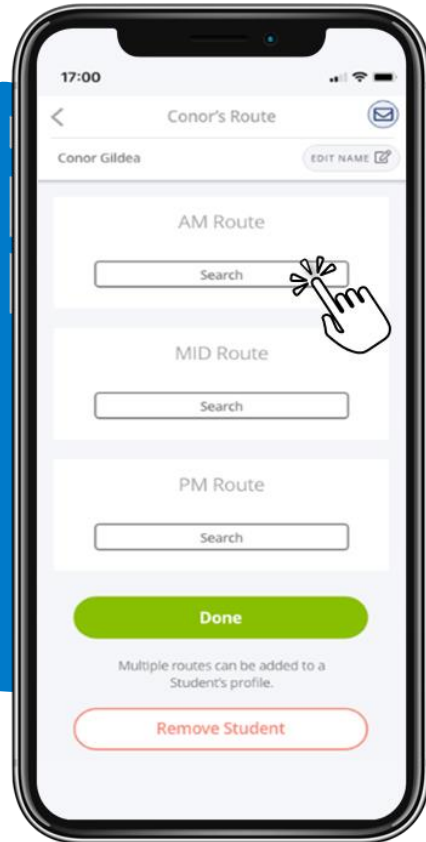 17:00
Conor's Route
Conor Gildea
EDIT NAME
AM Route
Search
MID Route
Search
PM Route
Search
Done
Multiple routes can be added to a
Student's profile.
Remove Student